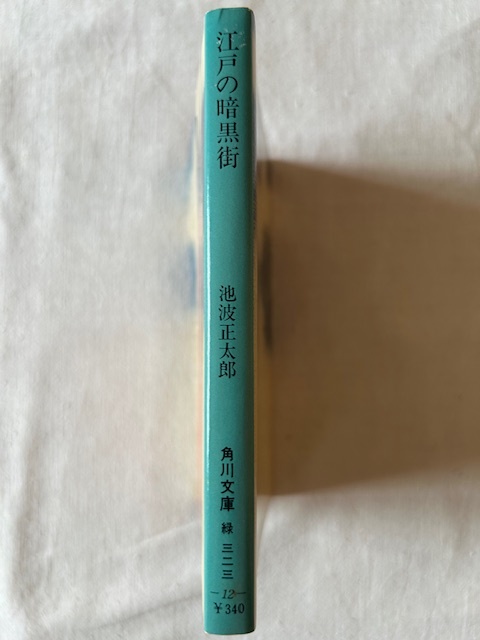 江戸の暗黒街
池波正太郎
角川文庫
緑 三二三
—12—
¥340